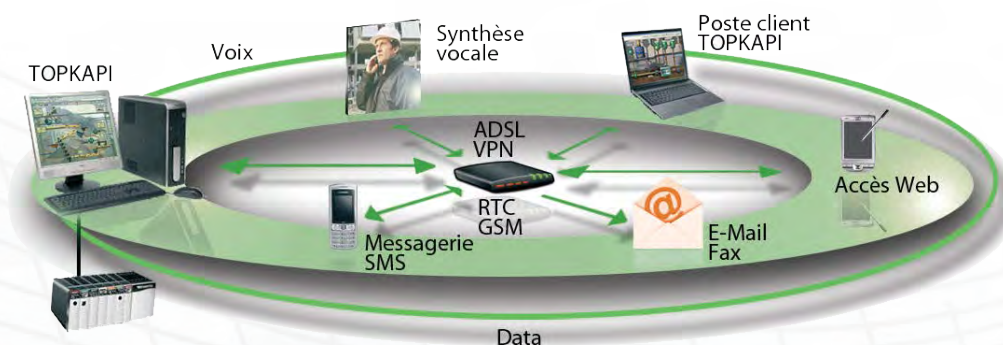 Voix
TOPKAPI
Synthèse
vocale
Poste client
TOPKAPI
ADSL
VPN
RTC
GSM
Accès Web
Messagerie
SMS
@
E-Mail
Fax
Data